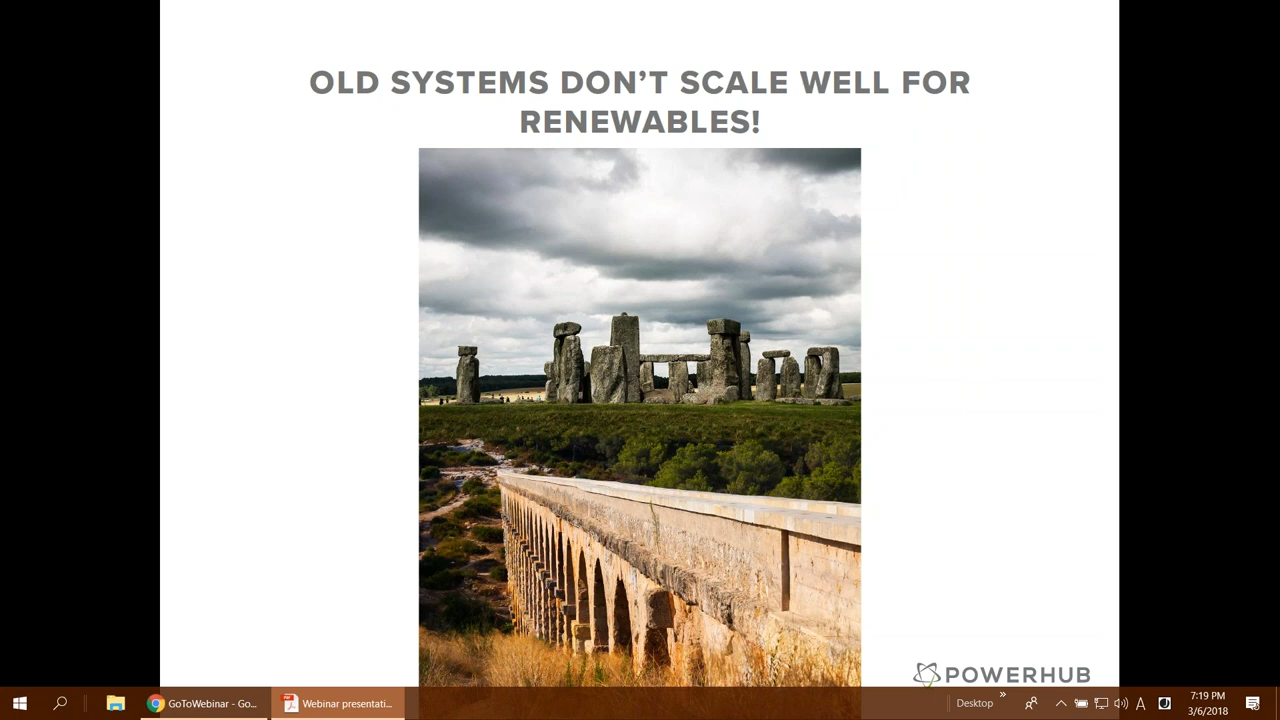 OLD SYSTEMS DON'T SCALE WELL FOR
RENEWABLES!
POWERHUB
GoToWebinar - Go...
Webinar presentati...
Desktop
»
A
7:19 PM
3/6/2018